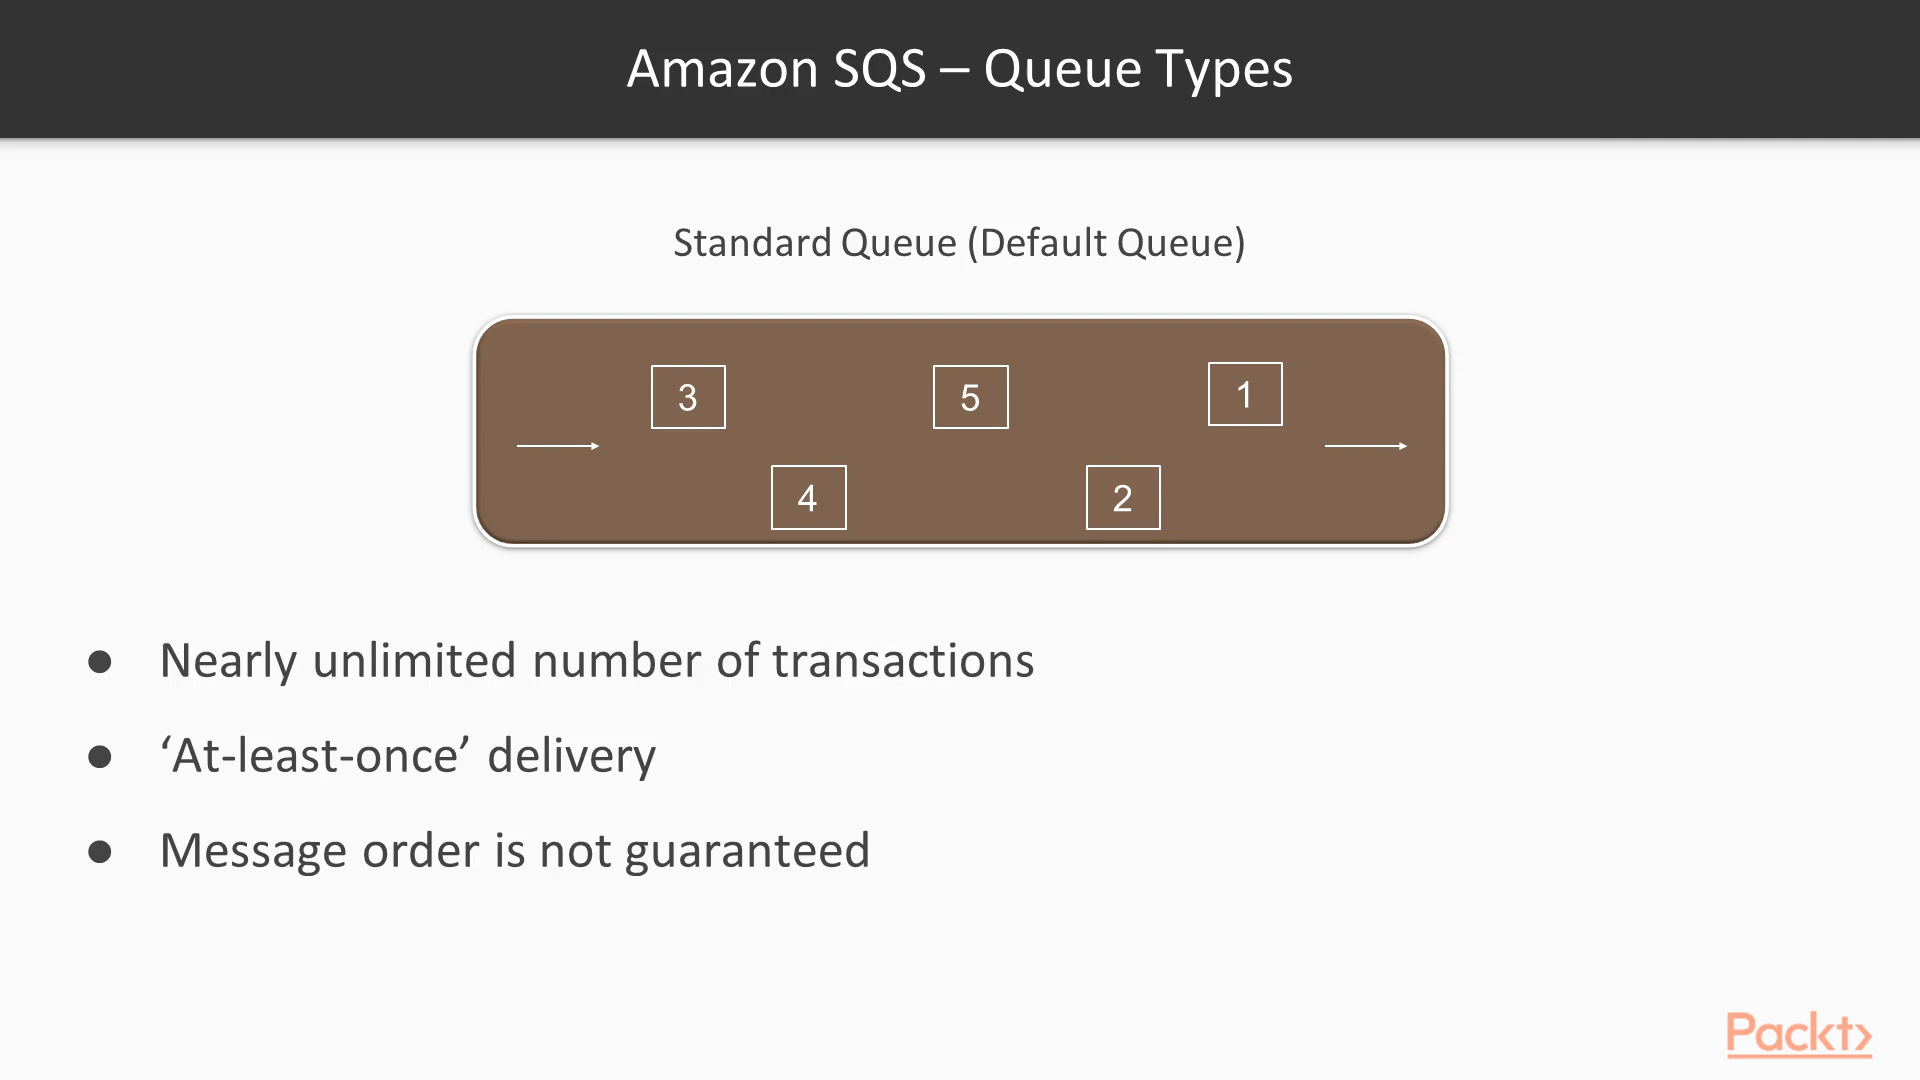 Amazon SQS – Queue Types
Standard Queue (Default Queue)
3
5
1
4
2
● Nearly unlimited number of transactions
● ‘At-least-once’ delivery
● Message order is not guaranteed
Packt